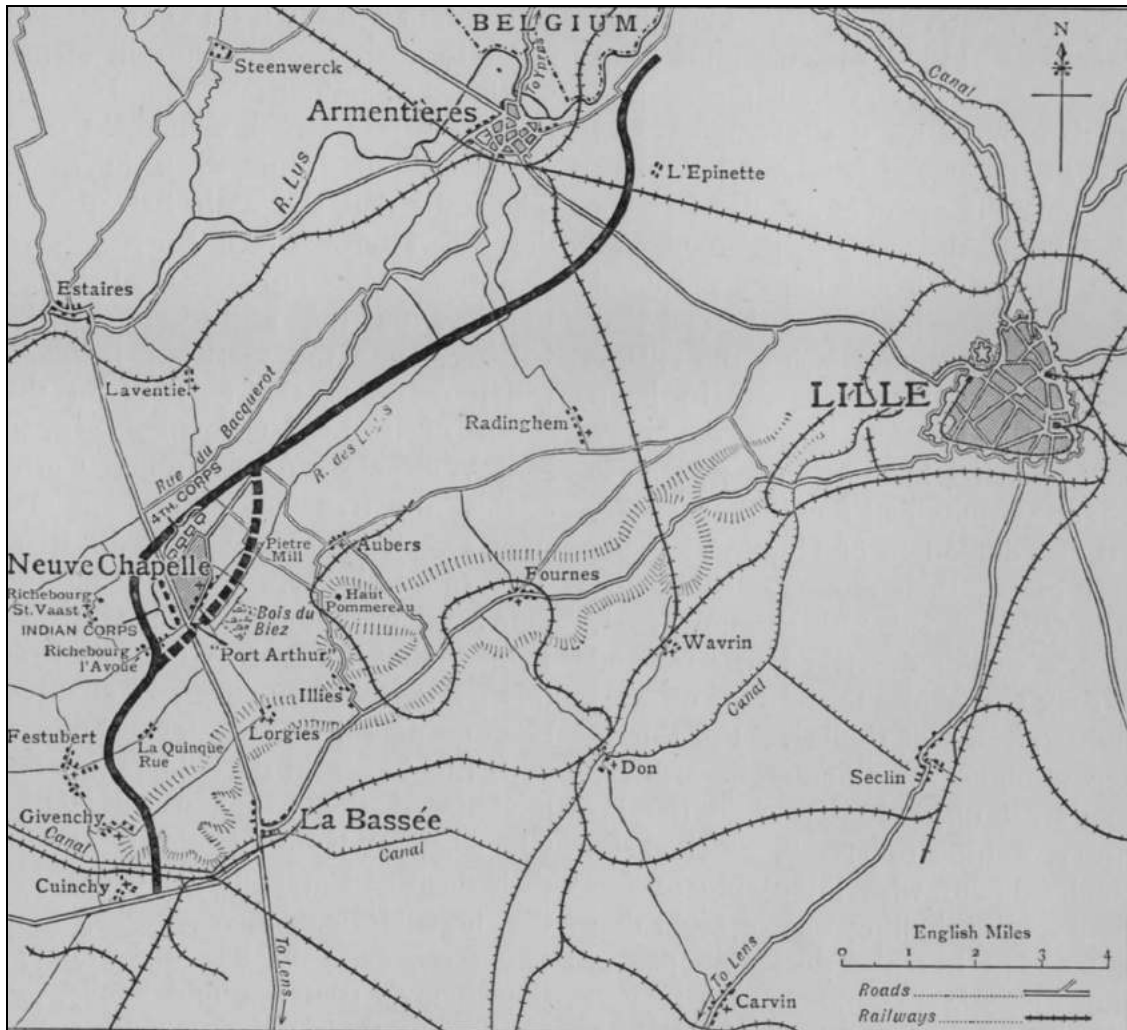 BELGIUM
Steenwerck
To Ypres
Canal
N
Armentières
L'Epinette
R. Lus
Estaires
Laventie
Rue du Bacquerot
4TH. CORPS
R. des
Radinghem
LILLE
Neuve Chapelle
Pietre
Mill
Aubers
Fournes
Haut
Pommereau
Richebourg
St. Vaast
INDIAN CORPS
Richebourg
l'Avoué
Bois du
Biez
"Port Arthur"
Wavrin
Illies
Lorgies
Canal
Festubert
La Quinque
Rue
Don
Seclin
Givenchy
Canal
La Bassée
Canal
Cuinchy
To Lens
To Lens
Carvin
English Miles
0 1 2 3 4
Roads
Railways